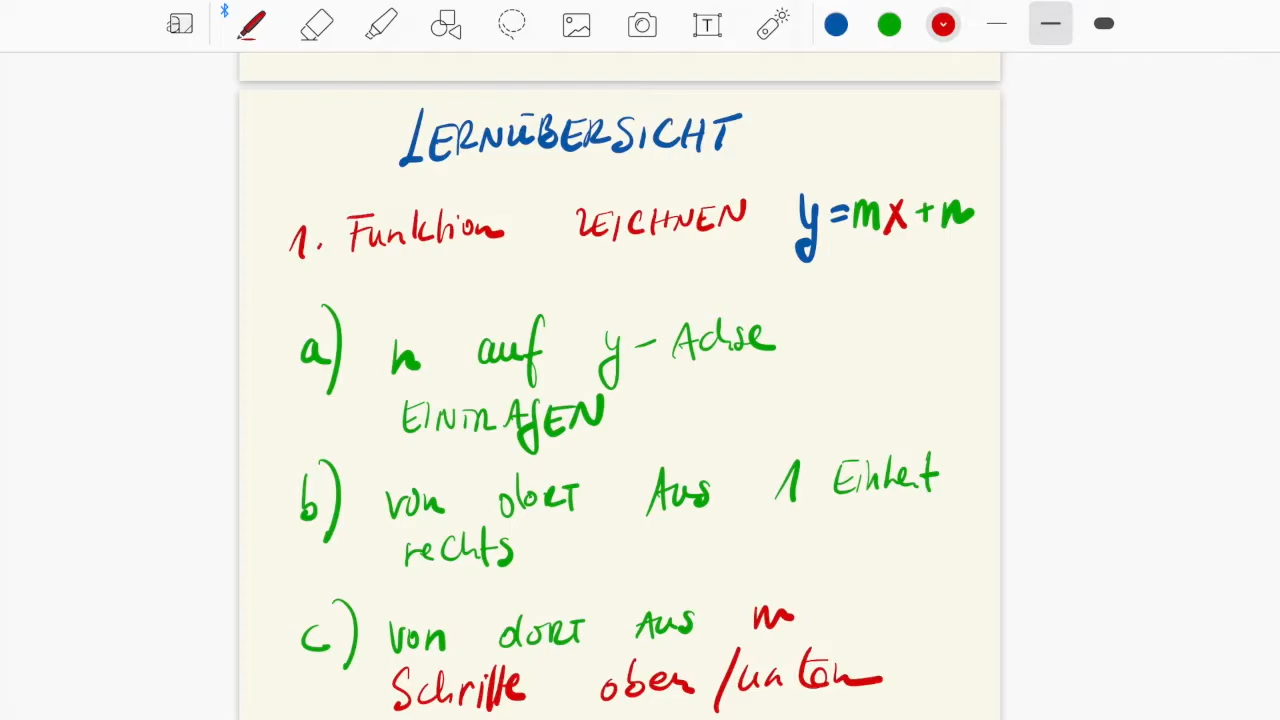 LERNÜBERSICHT
1. Funktion ZEICHNEN y=mx+n
a) n auf y-Achse
EINTRAGEN
b) von dort Aus 1 Einheit
rechts
c) von dort Aus m
Schritte oben/unten